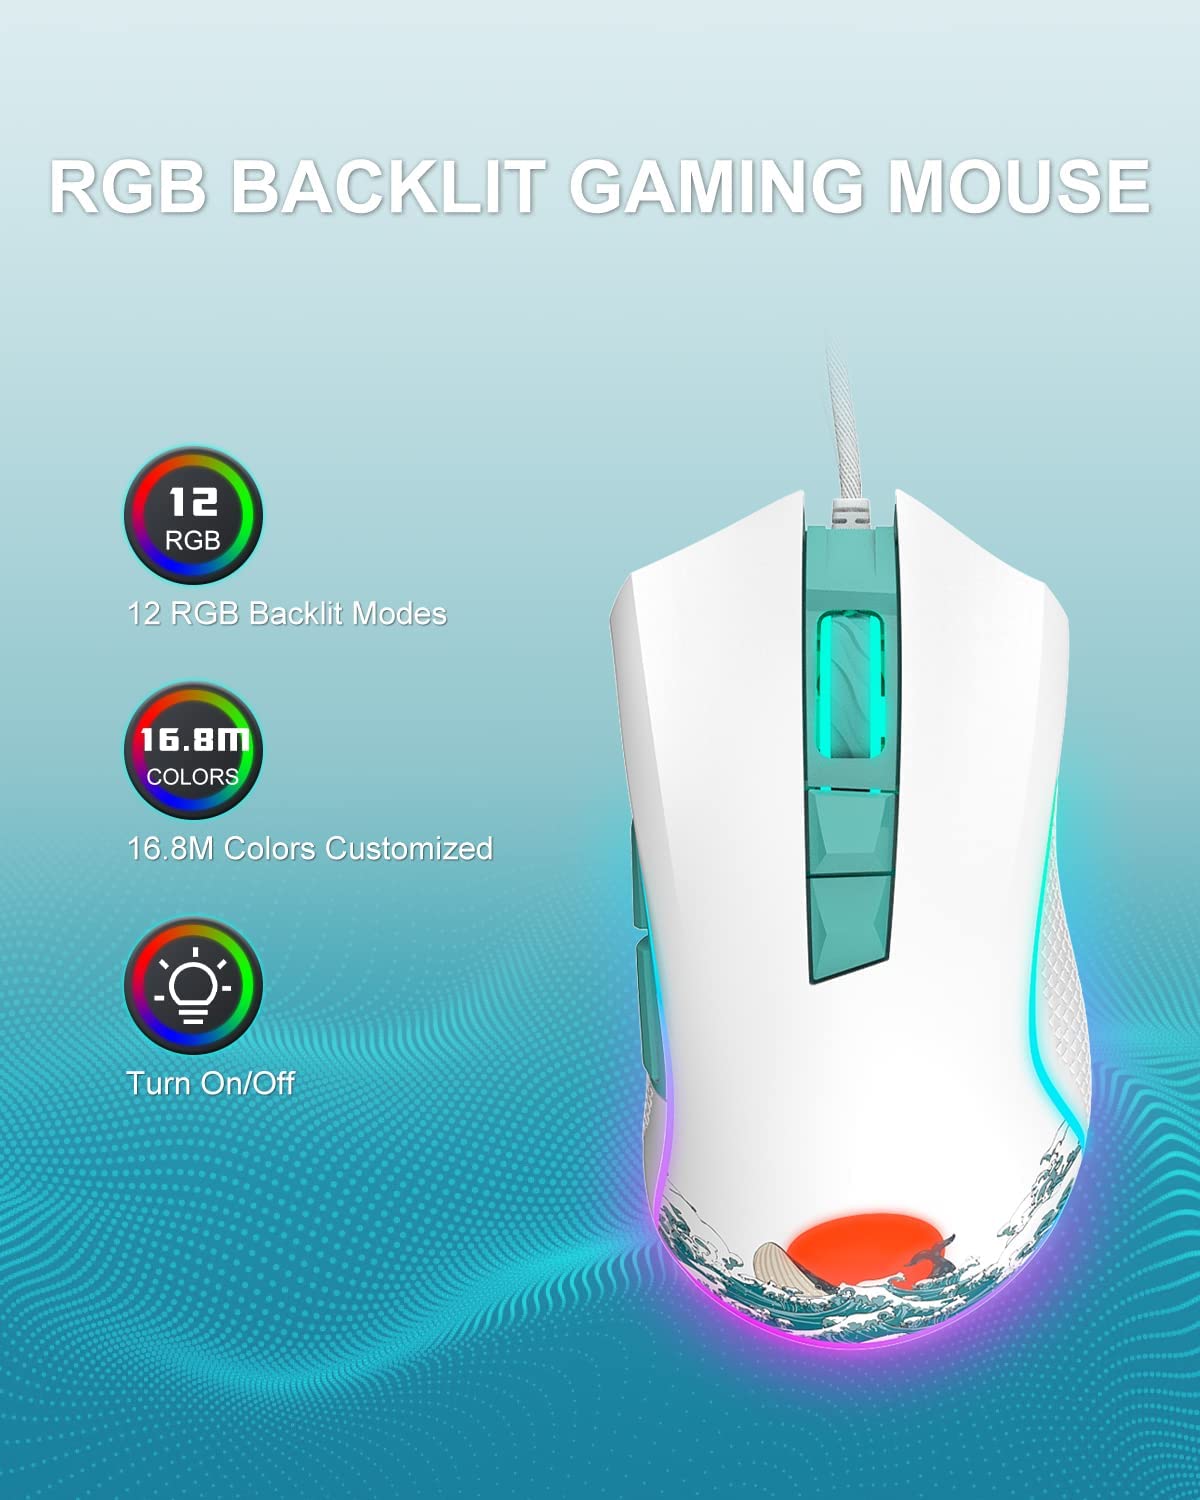 RGB BACKLIT GAMING MOUSE
12
RGB
12 RGB Backlit Modes
16.8M
COLORS
16.8M Colors Customized
Turn On/Off